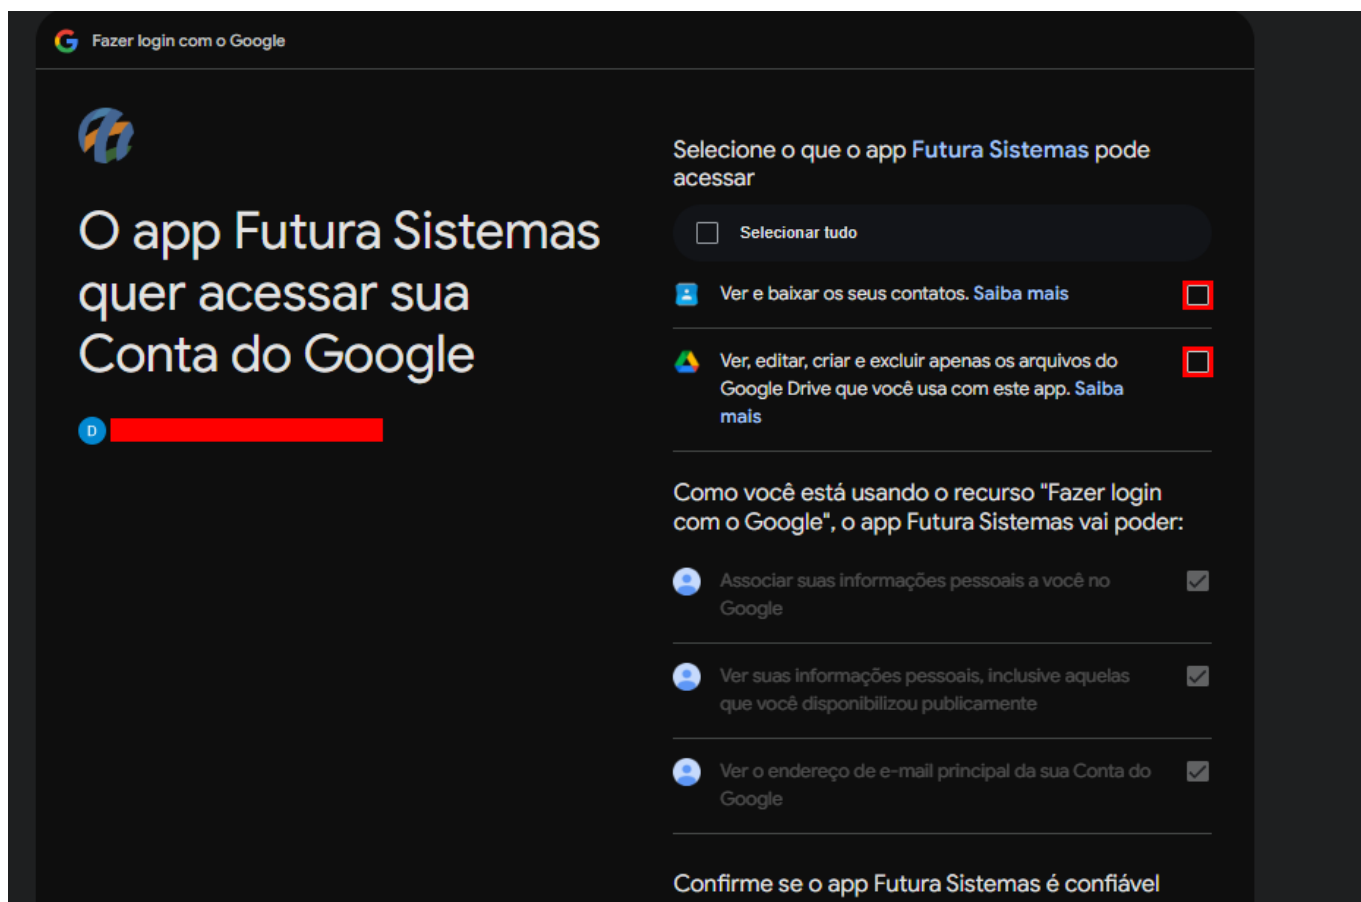 Fazer login com o Google
O app Futura Sistemas
quer acessar sua
Conta do Google
D
Selecione o que o app Futura Sistemas pode
acessar
Selecionar tudo
Ver e baixar os seus contatos. Saiba mais
Ver, editar, criar e excluir apenas os arquivos do
Google Drive que você usa com este app. Saiba
mais
Como você está usando o recurso "Fazer login
com o Google", o app Futura Sistemas vai poder:
Associar suas informações pessoais a você no
Google
Ver suas informações pessoais, inclusive aquelas
que você disponibilizou publicamente
Ver o endereço de e-mail principal da sua Conta do
Google
Confirme se o app Futura Sistemas é confiável